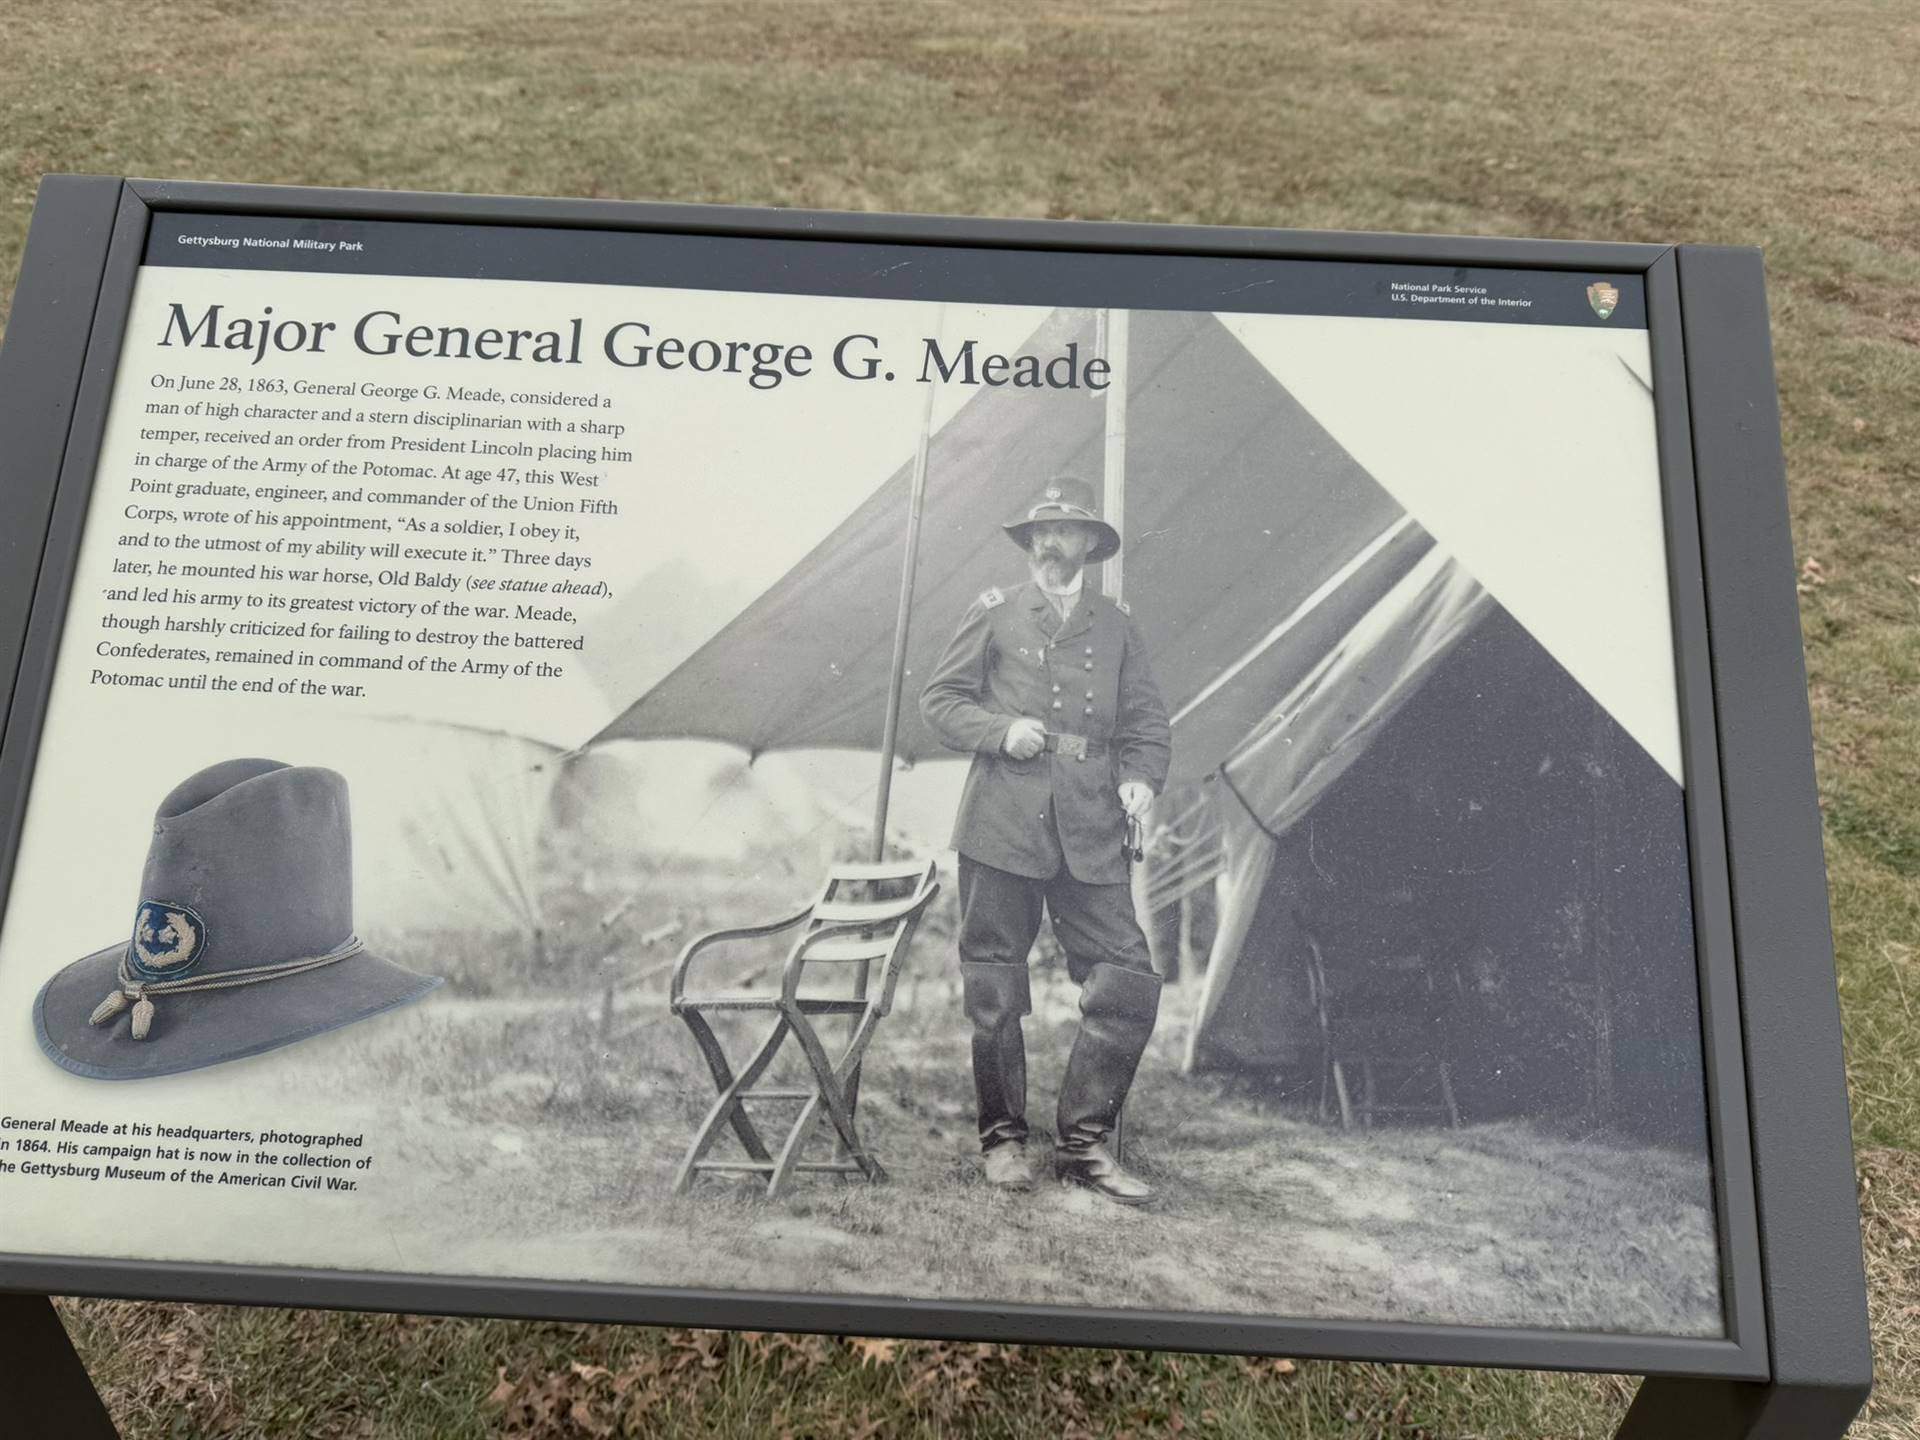 Gettysburg National Military Park
National Park Service
U.S. Department of the Interior
Major General George G. Meade
On June 28, 1863, General George G. Meade, considered a
man of high character and a stern disciplinarian with a sharp
temper, received an order from President Lincoln placing him
in charge of the Army of the Potomac. At age 47, this West
Point graduate, engineer, and commander of the Union Fifth
Corps, wrote of his appointment, “As a soldier, I obey it,
and to the utmost of my ability will execute it.” Three days
later, he mounted his war horse, Old Baldy (see statue ahead),
and led his army to its greatest victory of the war. Meade,
though harshly criticized for failing to destroy the battered
Confederates, remained in command of the Army of the
Potomac until the end of the war.
General Meade at his headquarters, photographed
n 1864. His campaign hat is now in the collection of
he Gettysburg Museum of the American Civil War.